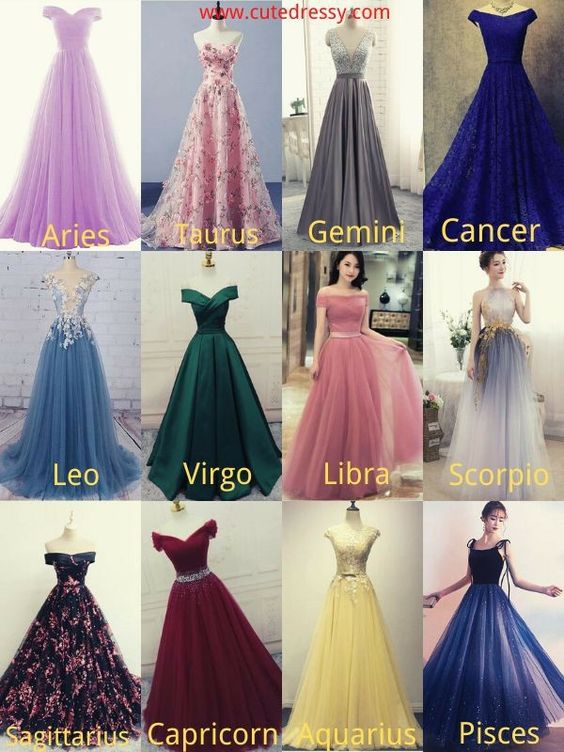 www.cutedressy.com
Aries
Taurus
Gemini
Cancer
Leo
Virgo
Libra
Scorpio
Sagittarius
Capricorn
Aquarius
Pisces